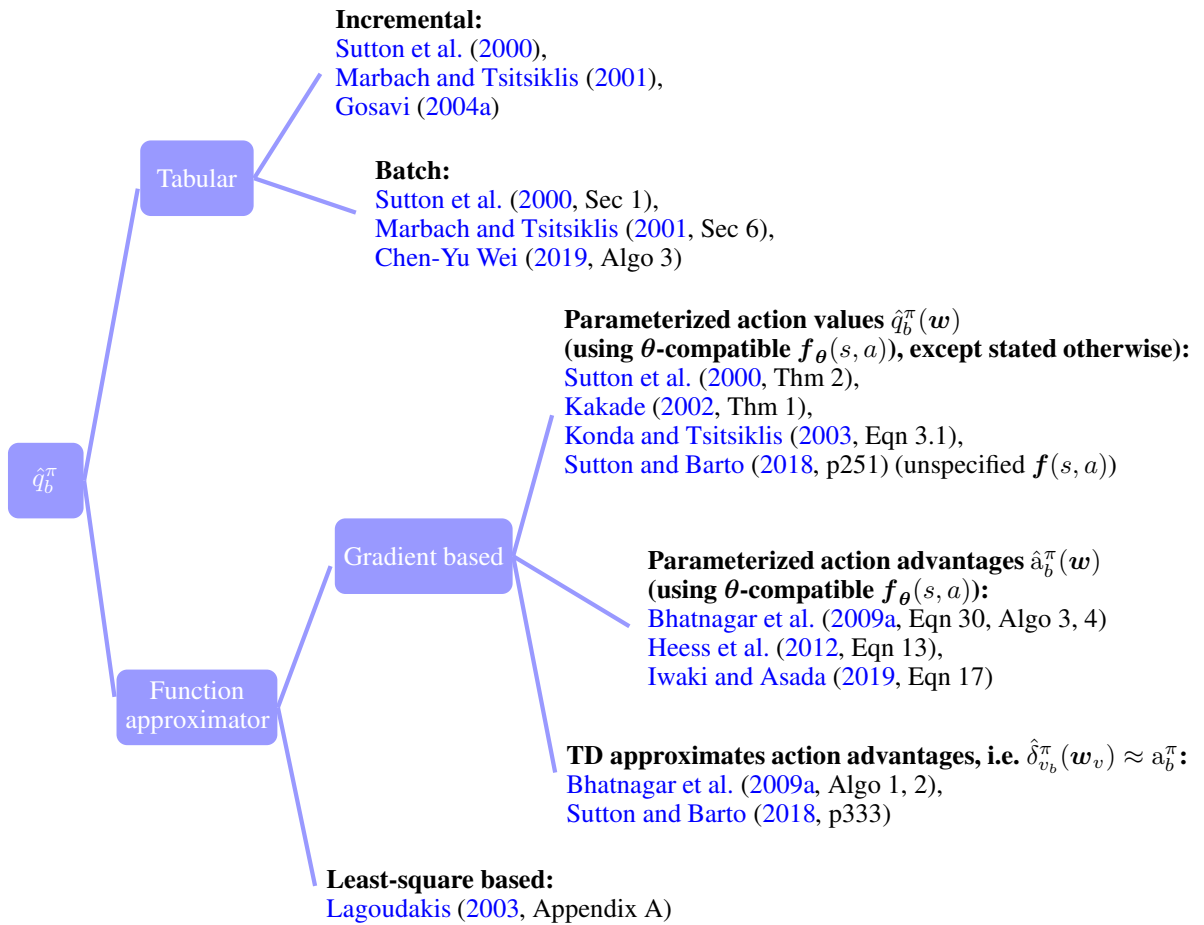 Incremental:
Sutton et al. (2000),
Marbach and Tsitsiklis (2001),
Gosavi (2004a)
Tabular
Batch:
Sutton et al. (2000, Sec 1),
Marbach and Tsitsiklis (2001, Sec 6),
Chen-Yu Wei (2019, Algo 3)
Parameterized action values q̂_b^π(w)
(using θ-compatible f_θ(s, a)), except stated otherwise):
Sutton et al. (2000, Thm 2),
Kakade (2002, Thm 1),
Konda and Tsitsiklis (2003, Eqn 3.1),
Sutton and Barto (2018, p251) (unspecified f(s, a))
q̂_b^π
Gradient based
Parameterized action advantages â_b^π(w)
(using θ-compatible f_θ(s, a)):
Bhatnagar et al. (2009a, Eqn 30, Algo 3, 4)
Heess et al. (2012, Eqn 13),
Iwaki and Asada (2019, Eqn 17)
Function
approximator
TD approximates action advantages, i.e. δ̂_{v_b}^π(w_v) ≈ a_b^π:
Bhatnagar et al. (2009a, Algo 1, 2),
Sutton and Barto (2018, p333)
Least-square based:
Lagoudakis (2003, Appendix A)